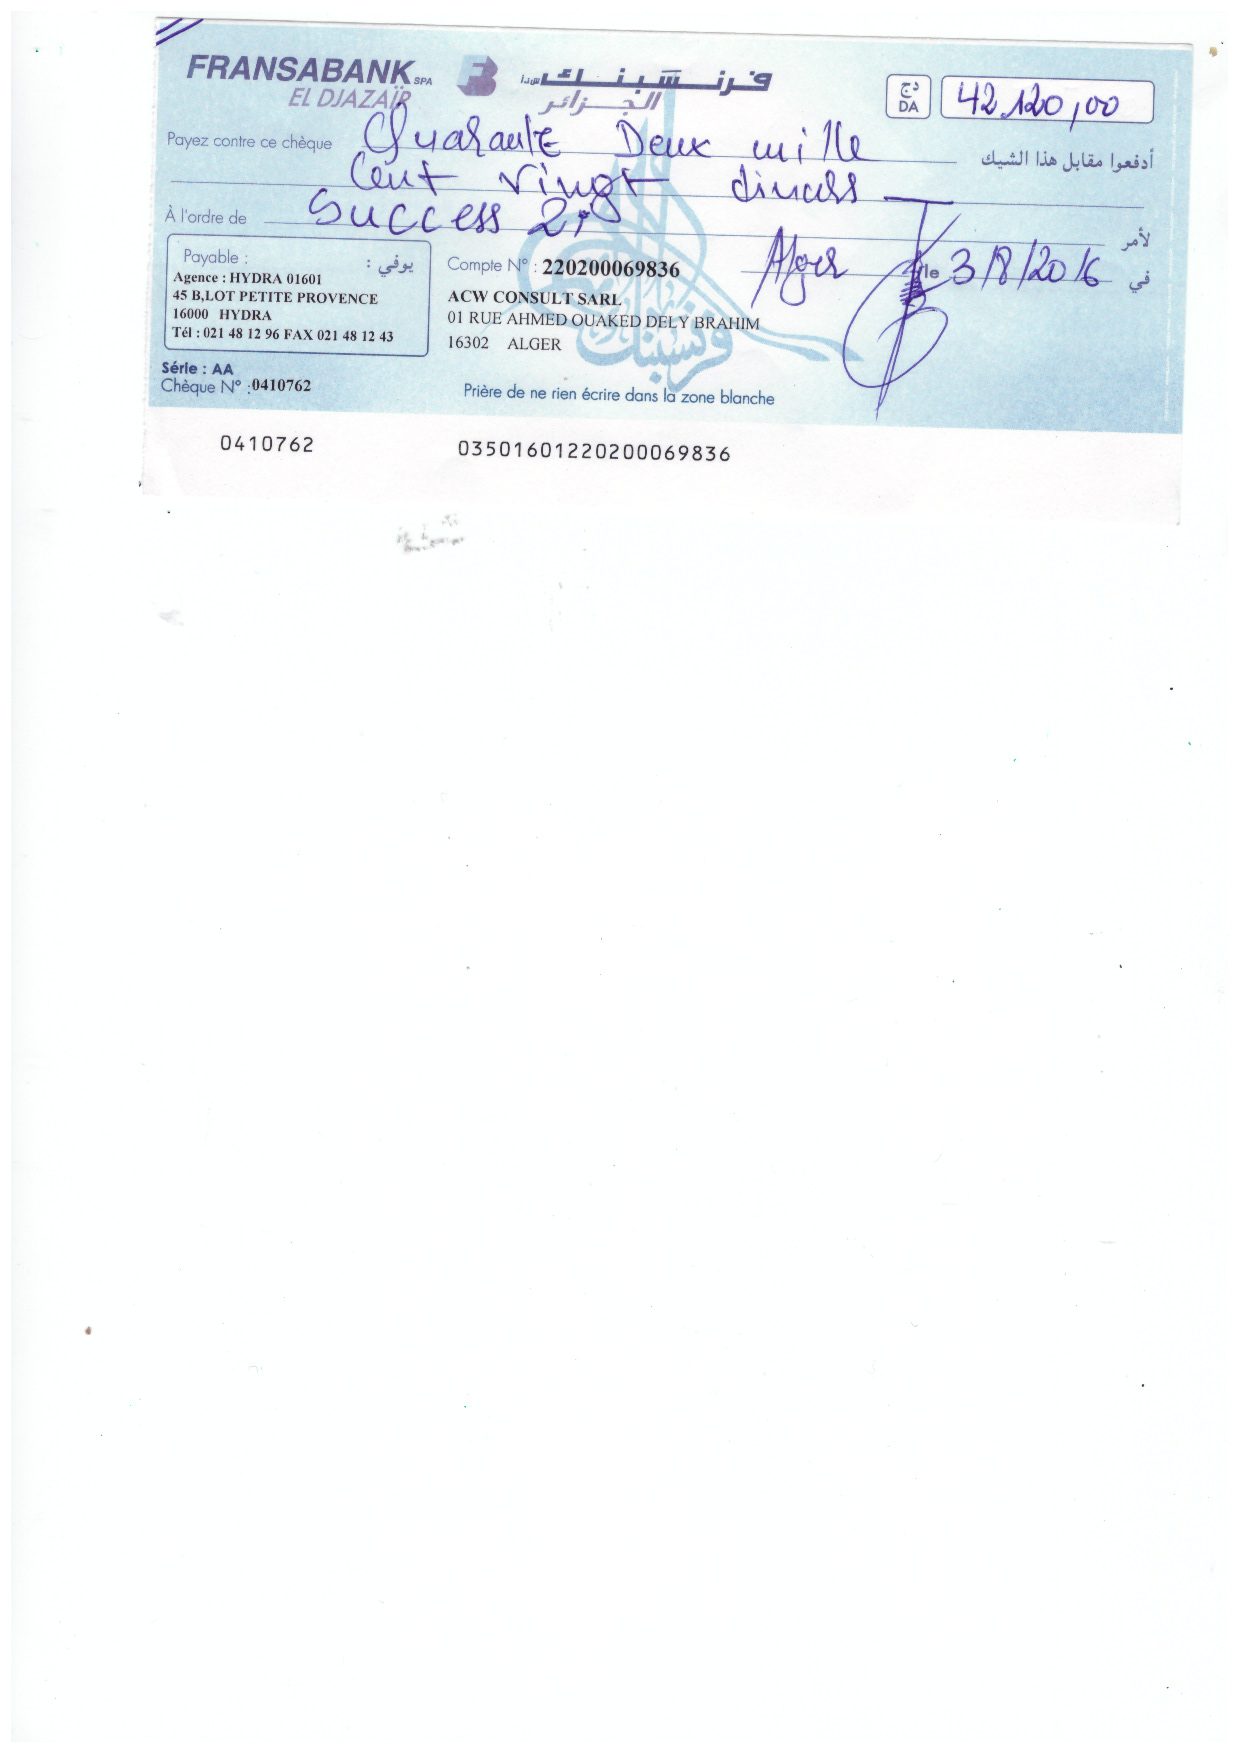 FRANSABANK SPA فرنسبنك ش.ذ.أ
EL DJAZAÏR الجزائر
دج DA 42.120,00
Payez contre ce chèque Quarante Deux mille أدفعوا مقابل هذا الشيك
Cent vingt dinars
À l'ordre de Success 2, لأمر
Payable : يوفي :
Agence : HYDRA 01601
45 B,LOT PETITE PROVENCE
16000 HYDRA
Tél : 021 48 12 96 FAX 021 48 12 43
Compte N° : 220200069836
ACW CONSULT SARL
01 RUE AHMED OUAKED DELY BRAHIM
16302 ALGER
Alger le 3/8/2016 في
Série : AA
Chèque N° :0410762
Prière de ne rien écrire dans la zone blanche
0410762 035016012202000​69836